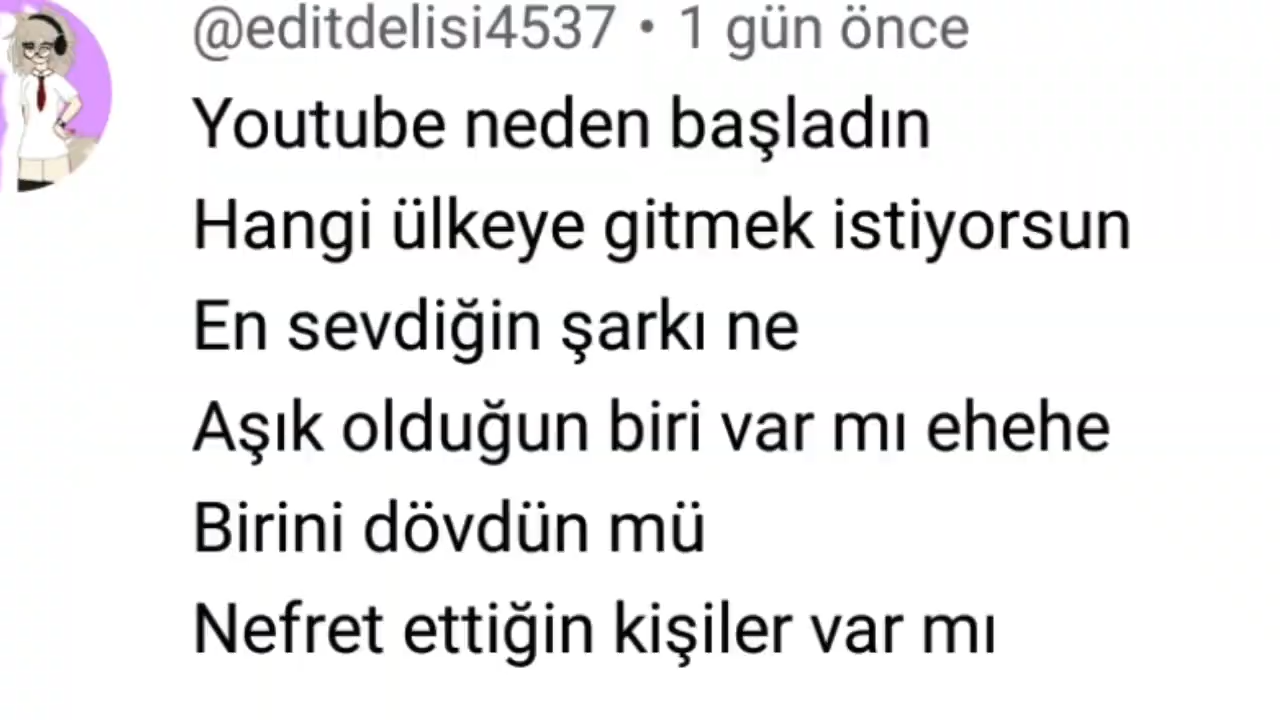 @editdelisi4537 • 1 gün önce
Youtube neden başladın
Hangi ülkeye gitmek istiyorsun
En sevdiğin şarkı ne
Aşık olduğun biri var mı ehehe
Birini dövdün mü
Nefret ettiğin kişiler var mı